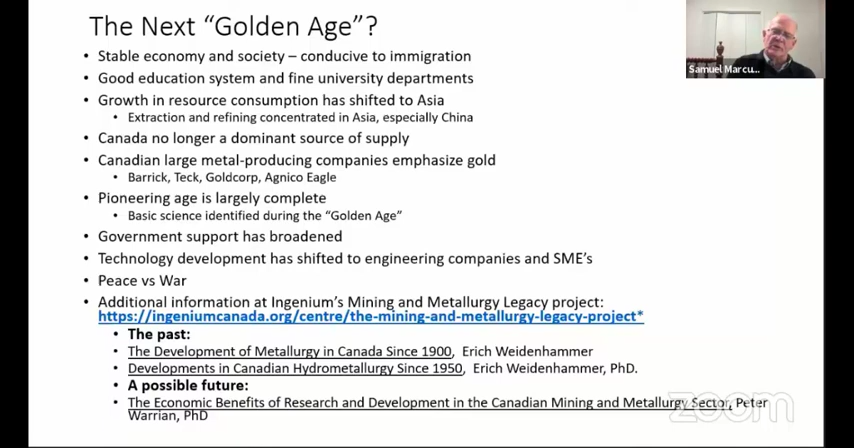 The Next “Golden Age”?
• Stable economy and society – conducive to immigration
• Good education system and fine university departments
• Growth in resource consumption has shifted to Asia
• Extraction and refining concentrated in Asia, especially China
• Canada no longer a dominant source of supply
• Canadian large metal-producing companies emphasize gold
• Barrick, Teck, Goldcorp, Agnico Eagle
• Pioneering age is largely complete
• Basic science identified during the “Golden Age”
• Government support has broadened
• Technology development has shifted to engineering companies and SME’s
• Peace vs War
• Additional information at Ingenium’s Mining and Metallurgy Legacy project:
https://ingeniumcanada.org/centre/the-mining-and-metallurgy-legacy-project*
• The past:
• The Development of Metallurgy in Canada Since 1900, Erich Weidenhammer
• Developments in Canadian Hydrometallurgy Since 1950, Erich Weidenhammer, PhD.
• A possible future:
• The Economic Benefits of Research and Development in the Canadian Mining and Metallurgy Sector, Peter
Warrian, PhD
Samuel Marcu...
zoom